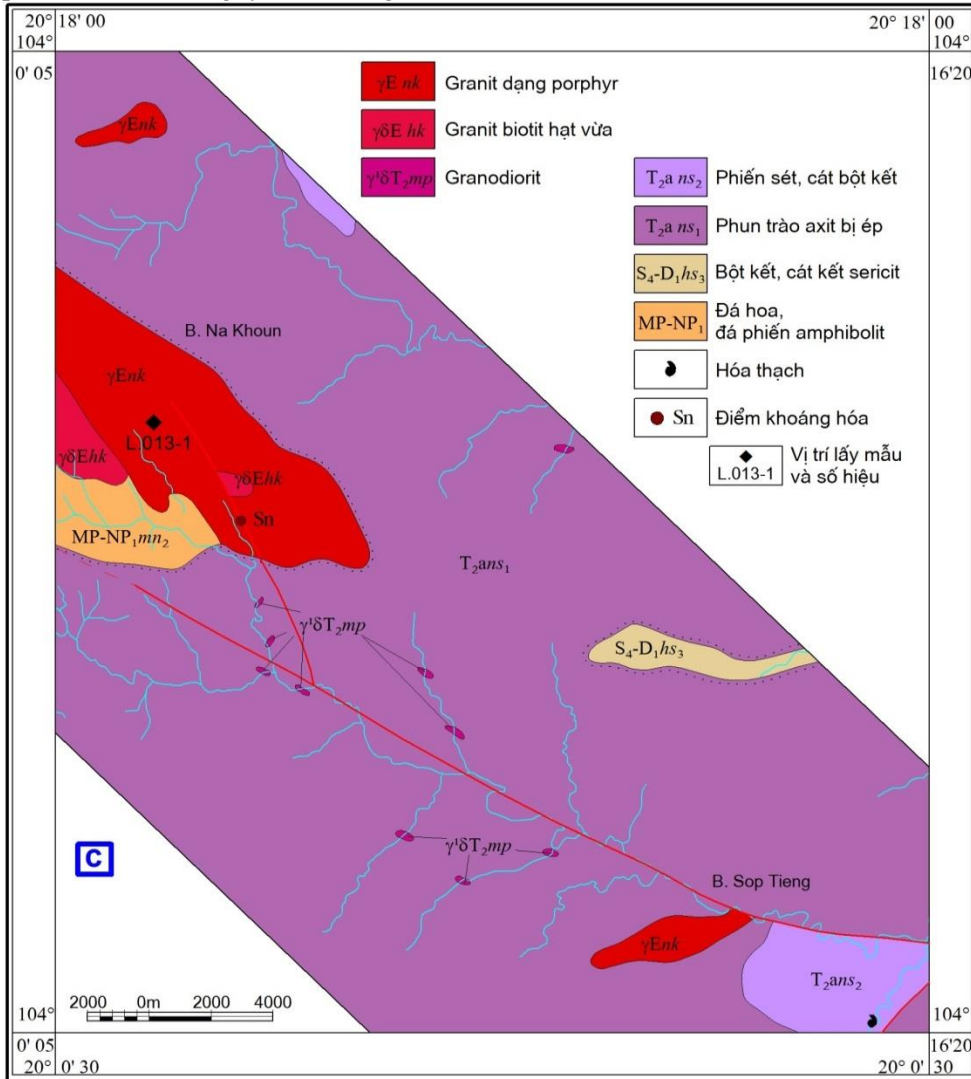 20° 18' 00
20° 18' 00
104°
104°
0' 05
16'20
γE nk Granit dạng porphyr
γδE hk Granit biotit hạt vừa
γ¹δT₂mp Granodiorit
T₂a ns₂ Phiến sét, cát bột kết
T₂a ns₁ Phun trào axit bị ép
S₄-D₁hs₃ Bột kết, cát kết sericit
MP-NP₁ Đá hoa,
đá phiến amphibolit
Hóa thạch
Sn Điểm khoáng hóa
L.013-1 Vị trí lấy mẫu
và số hiệu
γEnk
B. Na Khoun
γEnk
L.013-1
γδEhk
γδEhk
Sn
MP-NP₁mn₂
T₂ans₁
γ¹δT₂mp
S₄-D₁hs₃
γ¹δT₂mp
C
B. Sop Tieng
γEnk
T₂ans₂
2000 0m 2000 4000
104°
104°
0' 05
16'20
20° 0' 30
20° 0' 30